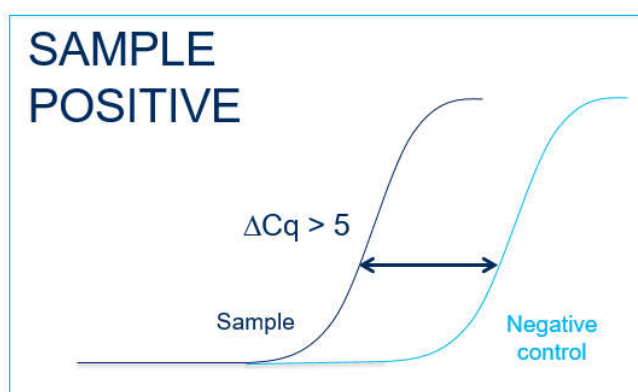 SAMPLE
POSITIVE
ΔCq > 5
Sample
Negative
control